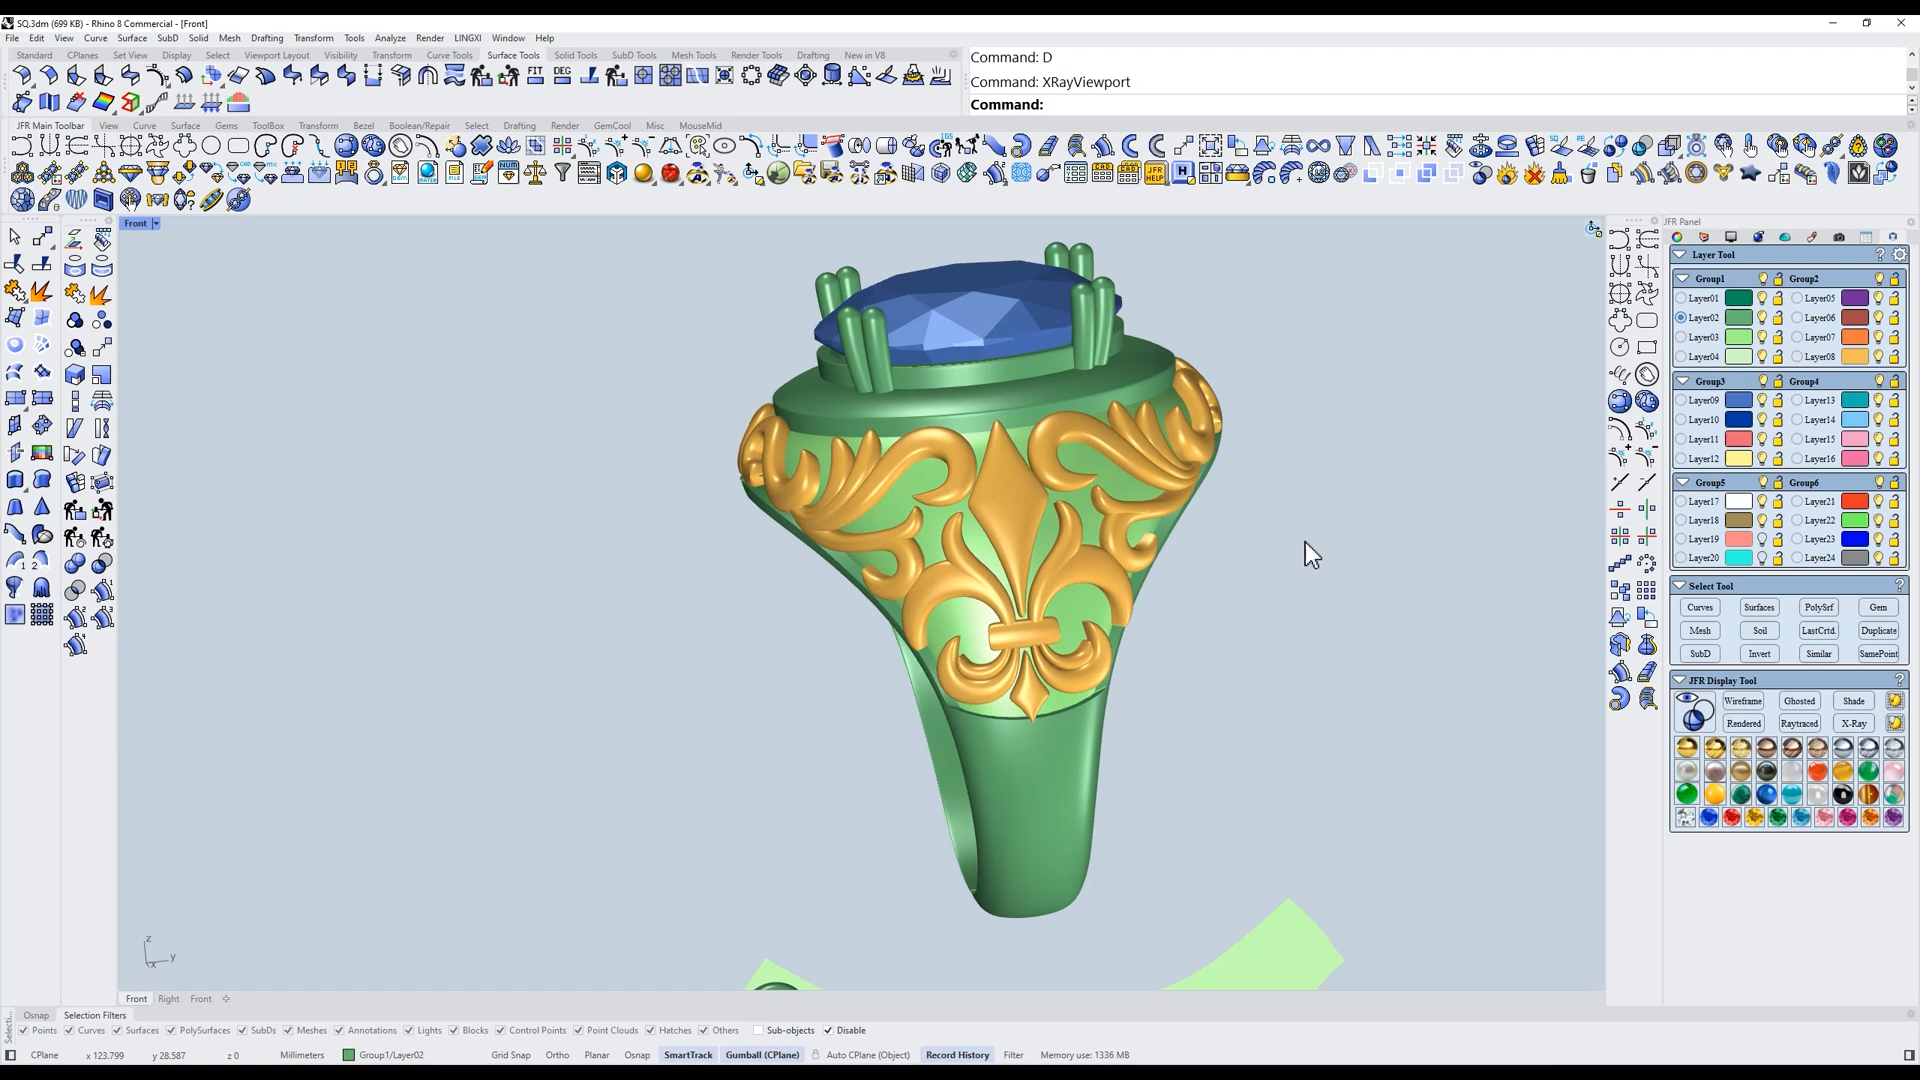 SQ.3dm (699 KB) - Rhino 8 Commercial - [Front]
File Edit View Curve Surface SubD Solid Mesh Drafting Transform Tools Analyze Render LINGXI Window Help
Standard CPlanes Set View Display Select Viewport Layout Visibility Transform Curve Tools Surface Tools Solid Tools SubD Tools Mesh Tools Render Tools Drafting New in V8
Command: D
Command: XRayViewport
Command:
FIT DEG
JFR Main Toolbar View Curve Surface Gems ToolBox Transform Bezel Boolean/Repair Select Drafting Render GemCool Misc MouseMid
Front
JFR Panel
Layer Tool
Group1 Group2
Layer01 Layer05
Layer02 Layer06
Layer03 Layer07
Layer04 Layer08
Group3 Group4
Layer09 Layer13
Layer10 Layer14
Layer11 Layer15
Layer12 Layer16
Group5 Group6
Layer17 Layer21
Layer18 Layer22
Layer19 Layer23
Layer20 Layer24
Select Tool
Curves Surfaces PolySrf Gem
Mesh Soil LastCrtd. Duplicate
SubD Invert Similar SamePoint
JFR Display Tool
Wireframe Ghosted Shade
Rendered Raytraced X-Ray
z
y
x
Front Right Front
Osnap Selection Filters
Points Curves Surfaces PolySurfaces SubDs Meshes Annotations Lights Blocks Control Points Point Clouds Hatches Others Sub-objects Disable
CPlane x 123.799 y 28.587 z 0 Millimeters Group1/Layer02 Grid Snap Ortho Planar Osnap SmartTrack Gumball (CPlane) Auto CPlane (Object) Record History Filter Memory use: 1336 MB